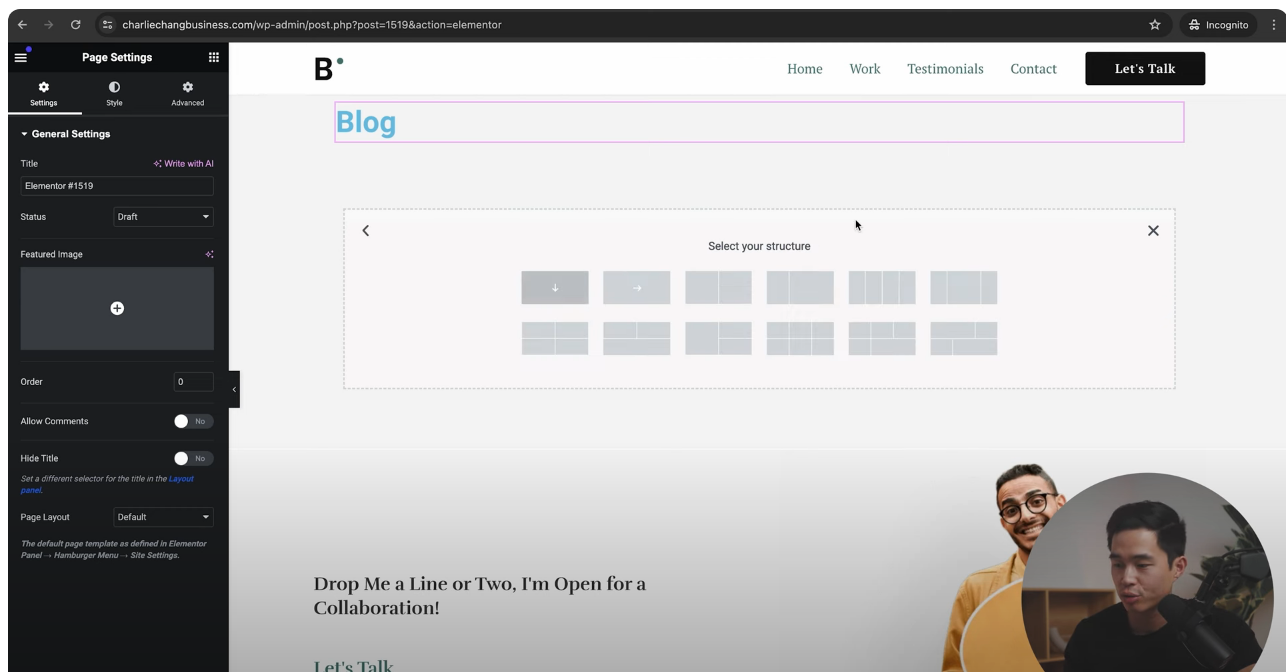 charliechangbusiness.com/wp-admin/post.php?post=1519&action=elementor
Incognito
Page Settings
Settings
Style
Advanced
General Settings
Title
Write with AI
Elementor #1519
Status
Draft
Featured Image
Order
0
Allow Comments
No
Hide Title
No
Set a different selector for the title in the Layout
panel.
Page Layout
Default
The default page template as defined in Elementor
Panel → Hamburger Menu → Site Settings.
B
Home
Work
Testimonials
Contact
Let's Talk
Blog
Select your structure
Drop Me a Line or Two, I'm Open for a
Collaboration!
Let's Talk